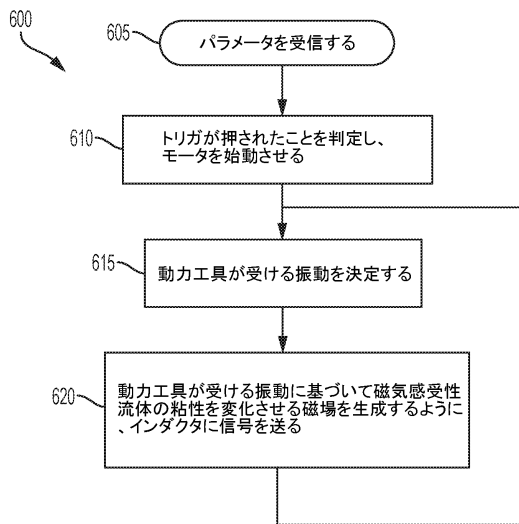 600
605
パラメータを受信する
610
トリガが押されたことを判定し、
モータを始動させる
615
動力工具が受ける振動を決定する
620
動力工具が受ける振動に基づいて磁気感受性
流体の粘性を変化させる磁場を生成するように
、インダクタに信号を送る